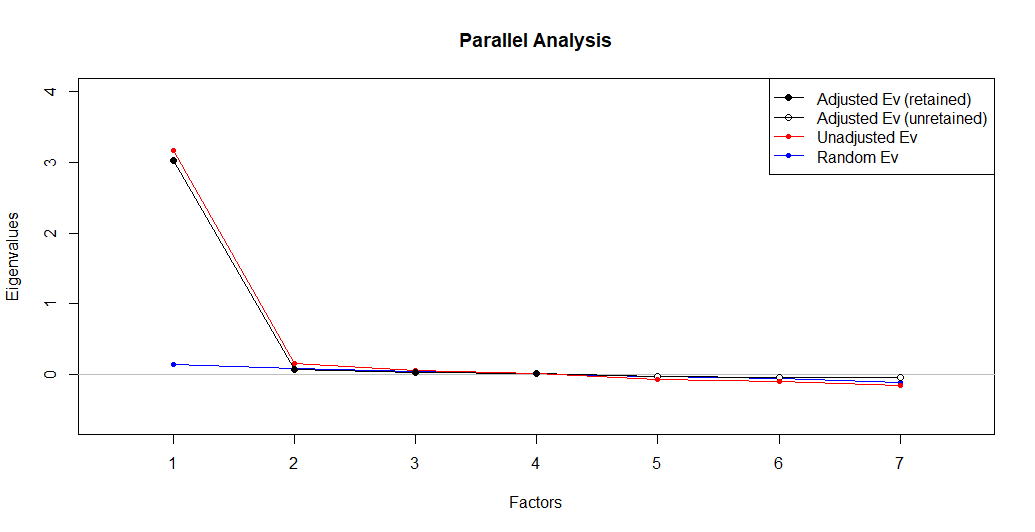 Parallel Analysis
Adjusted Ev (retained)
Adjusted Ev (unretained)
Unadjusted Ev
Random Ev
Eigenvalues
4
3
2
1
0
1 2 3 4 5 6 7
Factors